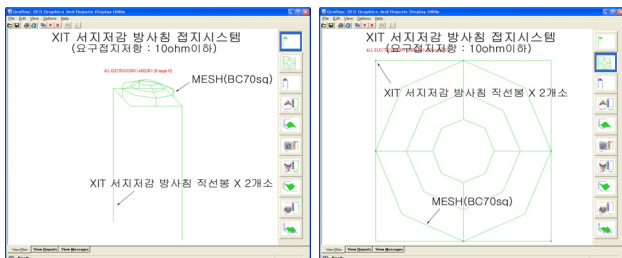 GraRep: IES Graphics And Reports Display Utility
File Edit View Options Help
XIT 서지저감 방사침 접지시스템
(요구접지저항 : 10ohm이하)
MESH(BC70sq)
XIT 서지저감 방사침 직선봉 X 2개소
View Plots View Reports View Messages
Ready
GraRep: IES Graphics And Reports Display Utility
File Edit View Options Help
XIT 서지저감 방사침 접지시스템
(요구접지저항 : 10ohm이하)
XIT 서지저감 방사침 직선봉 X 2개소
MESH(BC70sq)
View Plots View Reports View Messages
Ready